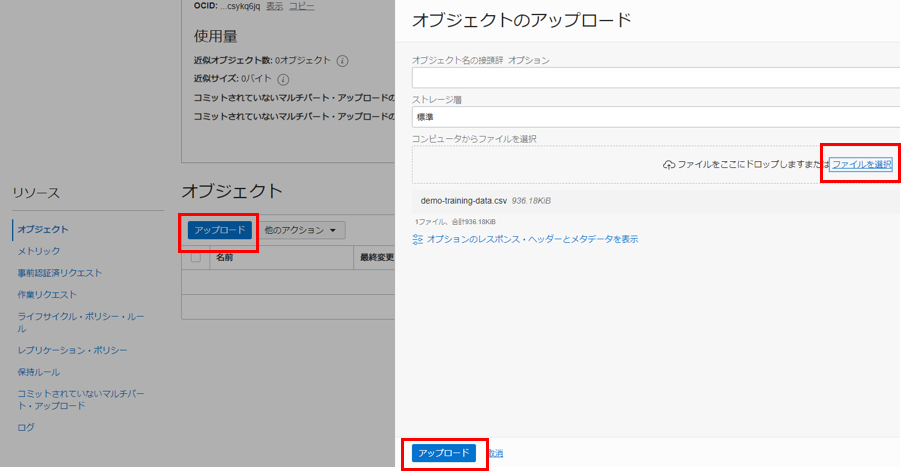 OCID: ...csykq6jq 表示 コピー
使用量
近似オブジェクト数: 0オブジェクト
近似サイズ: 0バイト
コミットされていないマルチパート・アップロードの
コミットされていないマルチパート・アップロードの
リソース
オブジェクト
メトリック
事前認証済リクエスト
作業リクエスト
ライフサイクル・ポリシー・ルー
ル
レプリケーション・ポリシー
保持ルール
コミットされていないマルチパー
ト・アップロード
ログ
オブジェクト
アップロード 他のアクション
名前 最終変更
オブジェクトのアップロード
オブジェクト名の接頭辞 オプション
ストレージ層
標準
コンピュータからファイルを選択
ファイルをここにドロップしますまたはファイルを選択
demo-training-data.csv 936.18KiB
1ファイル、合計936.18KiB
オプションのレスポンス・ヘッダーとメタデータを表示
アップロード 取消